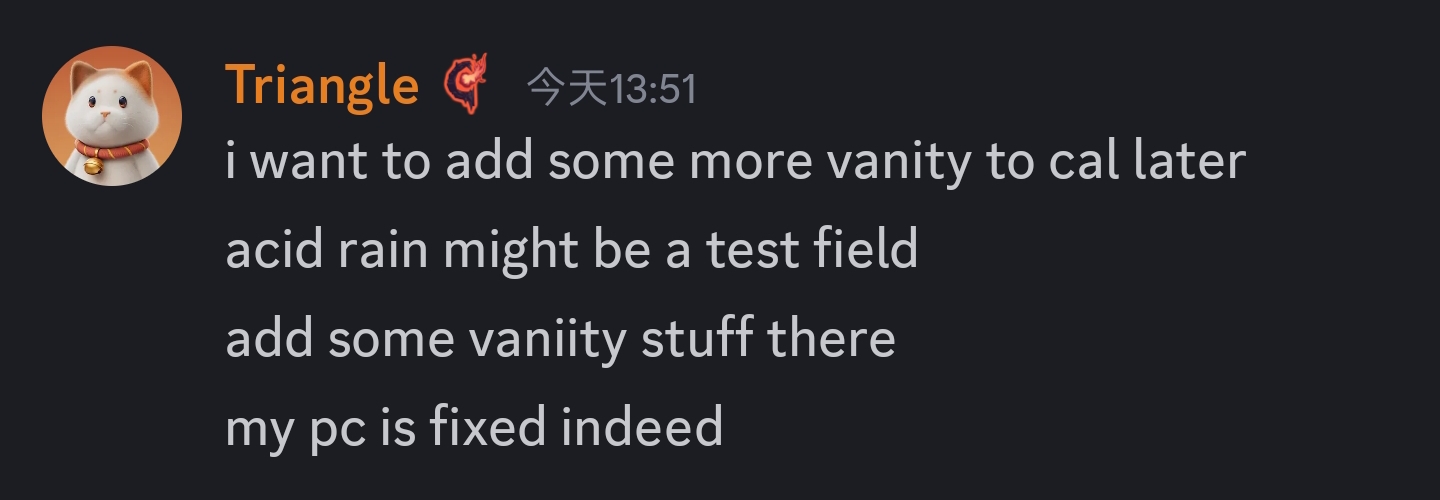 Triangle 今天13:51
i want to add some more vanity to cal later
acid rain might be a test field
add some vaniity stuff there
my pc is fixed indeed